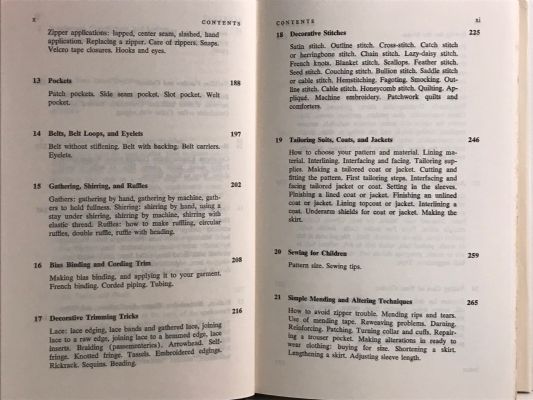 x CONTENTS
Zipper applications: lapped, center seam, slashed, hand
application. Replacing a zipper. Care of zippers. Snaps.
Velcro tape closures. Hooks and eyes.
13 Pockets 188
Patch pockets. Side seam pocket. Slot pocket. Welt
pocket.
14 Belts, Belt Loops, and Eyelets 197
Belt without stiffening. Belt with backing. Belt carriers.
Eyelets.
15 Gathering, Shirring, and Ruffles 202
Gathers: gathering by hand, gathering by machine, gath-
ers to hold fullness. Shirring: shirring by hand, using a
stay under shirring, shirring by machine, shirring with
elastic thread. Ruffles: how to make ruffling, circular
ruffles, double ruffle, ruffle with heading.
16 Bias Binding and Cording Trim 208
Making bias binding, and applying it to your garment.
French binding. Corded piping. Tubing.
17 Decorative Trimming Tricks 216
Lace: lace edging, lace bands and gathered lace, joining
lace to a raw edge, joining lace to a hemmed edge, lace
inserts. Braiding (passementerie). Arrowhead. Self-
fringe. Knotted fringe. Tassels. Embroidered edgings.
Rickrack. Sequins. Beading.
CONTENTS xi
18 Decorative Stitches 225
Satin stitch. Outline stitch. Cross-stitch. Catch stitch
or herringbone stitch. Chain stitch. Lazy-daisy stitch.
French knots. Blanket stitch. Scallops. Feather stitch.
Seed stitch. Couching stitch. Bullion stitch. Saddle stitch
or cable stitch. Hemstitching. Fagoting. Smocking. Out-
line stitch. Cable stitch. Honeycomb stitch. Quilting. Ap-
pliqué. Machine embroidery. Patchwork quilts and
comforters.
19 Tailoring Suits, Coats, and Jackets 246
How to choose your pattern and material. Lining ma-
terial. Interlining. Interfacing and facing. Tailoring sup-
plies. Making a tailored coat or jacket. Cutting and
fitting the pattern. First tailoring steps. Interfacing and
facing tailored jacket or coat. Setting in the sleeves.
Finishing a lined coat or jacket. Finishing an unlined
coat or jacket. Lining topcoat or jacket. Interlining a
coat. Underarm shields for coat or jacket. Making the
skirt.
20 Sewing for Children 259
Pattern size. Sewing tips.
21 Simple Mending and Altering Techniques 265
How to avoid zipper trouble. Mending rips and tears.
Use of mending tape. Reweaving problems. Darning.
Reinforcing. Patching. Turning collar and cuffs. Repair-
ing a trouser pocket. Making alterations in ready to
wear clothing: buying for size. Shortening a skirt.
Lengthening a skirt. Adjusting sleeve length.